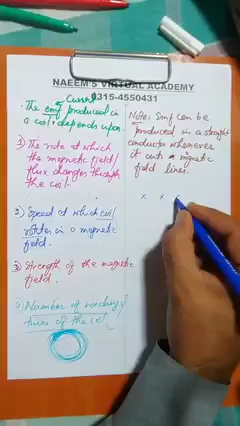 NAEEM'S VIRTUAL ACADEMY
0315-4550431
Current
The emf produced in
a coil depends upon.
1) The rate at which
the magnetic field/
flux changes through
the coil
2) Speed at which coil
rotates in a magnetic
field.
3) Strength of the magnetic
field.
4) Number of windings/
turns of the coil
Note: Emf can be
produced in a straight
conductor whenever
it cuts a magnetic
field lines.
x x